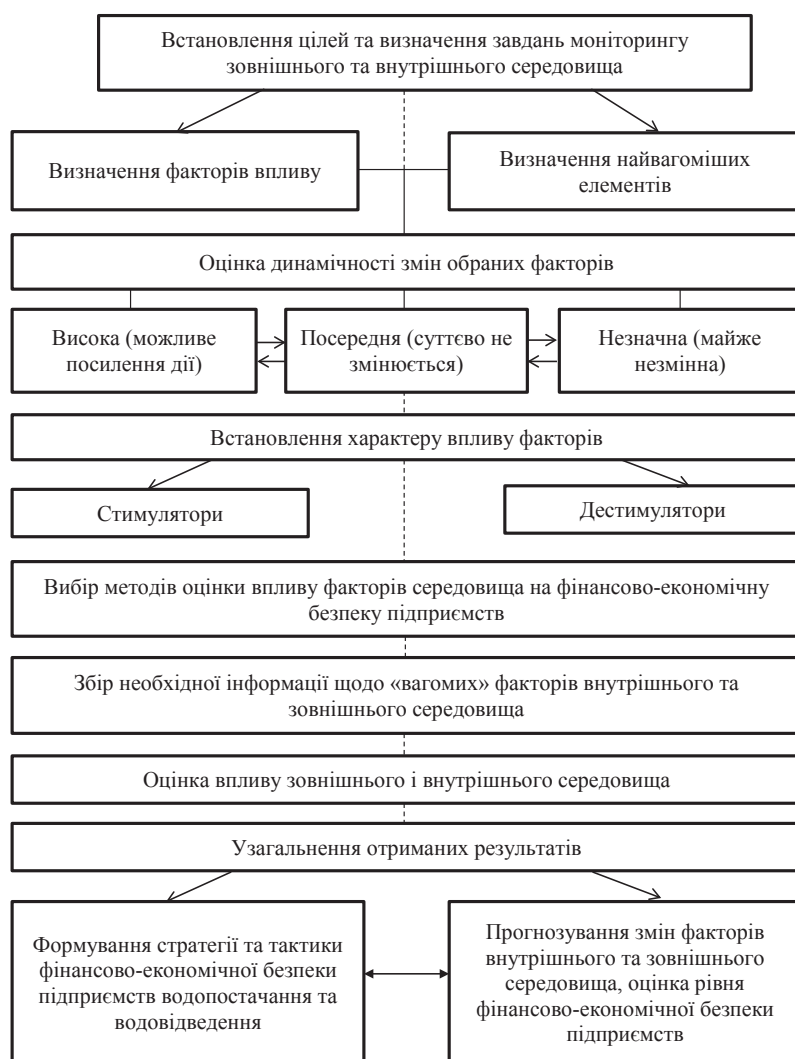 Встановлення цілей та визначення завдань моніторингу
зовнішнього та внутрішнього середовища
Визначення факторів впливу
Визначення найвагоміших
елементів
Оцінка динамічності змін обраних факторів
Висока (можливе
посилення дії)
Посередня (суттєво не
змінюється)
Незначна (майже
незмінна)
Встановлення характеру впливу факторів
Стимулятори
Дестимулятори
Вибір методів оцінки впливу факторів середовища на фінансово-економічну
безпеку підприємств
Збір необхідної інформації щодо «вагомих» факторів внутрішнього та
зовнішнього середовища
Оцінка впливу зовнішнього і внутрішнього середовища
Узагальнення отриманих результатів
Формування стратегії та тактики
фінансово-економічної безпеки
підприємств водопостачання та
водовідведення
Прогнозування змін факторів
внутрішнього та зовнішнього
середовища, оцінка рівня
фінансово-економічної безпеки
підприємств